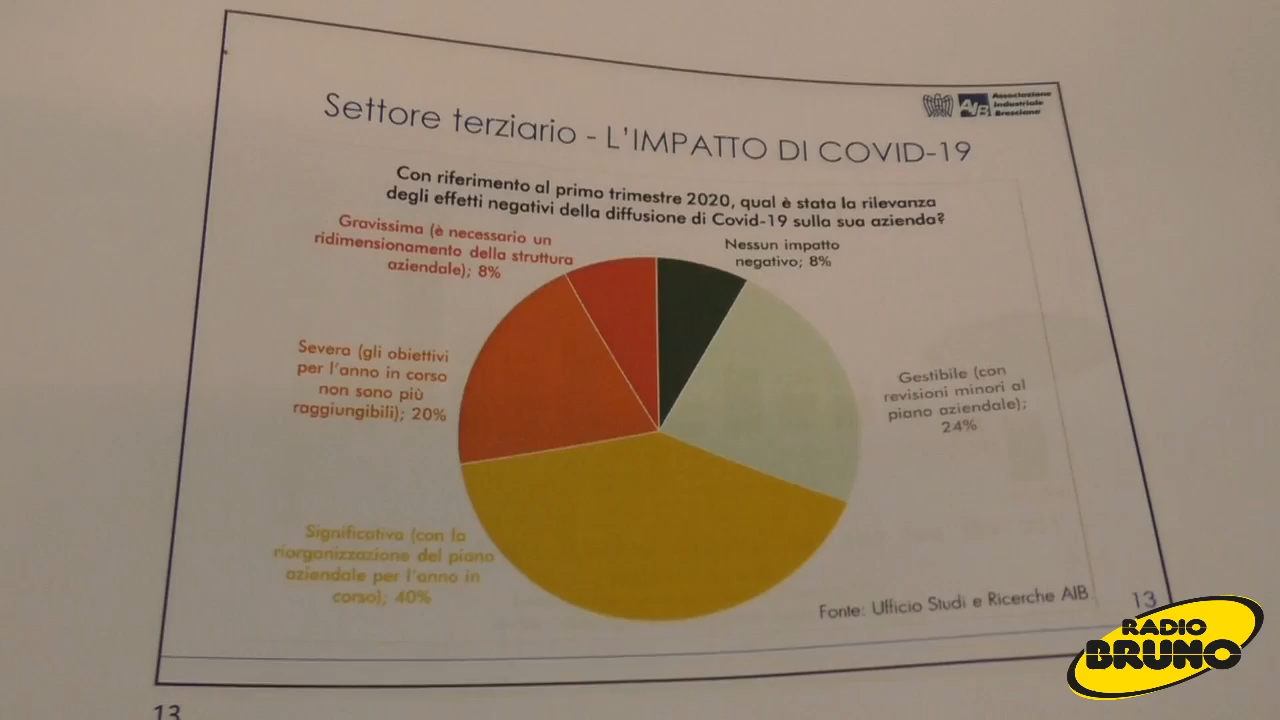 Associazione
Industriale
Bresciana
AIB
Settore terziario - L'IMPATTO DI COVID-19
Con riferimento al primo trimestre 2020, qual è stata la rilevanza
degli effetti negativi della diffusione di Covid-19 sulla sua azienda?
Gravissima (è necessario un
ridimensionamento della struttura
aziendale); 8%
Nessun impatto
negativo; 8%
Severa (gli obiettivi
per l'anno in corso
non sono più
raggiungibili); 20%
Gestibile (con
revisioni minori al
piano aziendale);
24%
Significativa (con la
riorganizzazione del piano
aziendale per l'anno in
corso); 40%
Fonte: Ufficio Studi e Ricerche AIB
13
RADIO
BRUNO
13